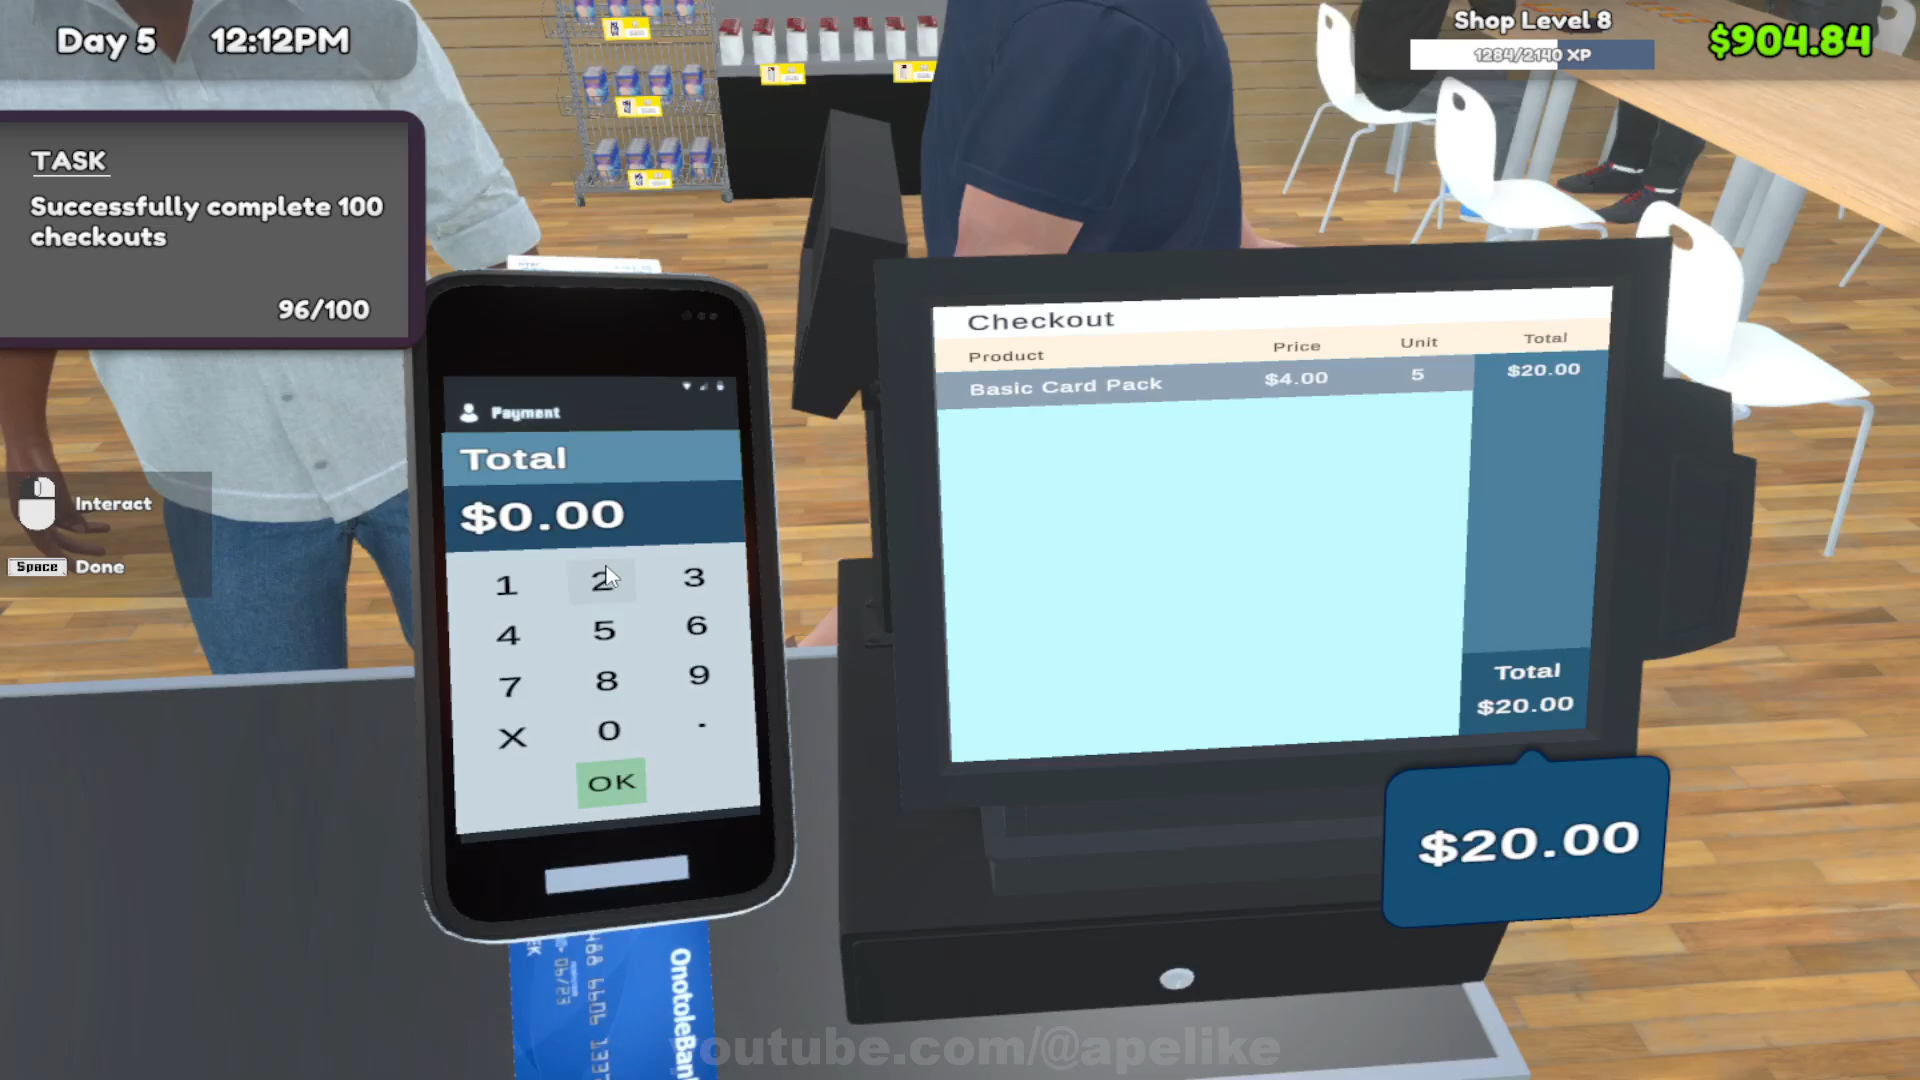 Day 5 12:12PM
Shop Level 8
1284/2140 XP
$904.84
TASK
Successfully complete 100
checkouts
96/100
Interact
Space Done
Payment
Total
$0.00
1 2 3
4 5 6
7 8 9
X 0 .
OK
Checkout
Product Price Unit Total
Basic Card Pack $4.00 5 $20.00
Total
$20.00
$20.00
OnotoleBank
06/23
youtube.com/@apelike